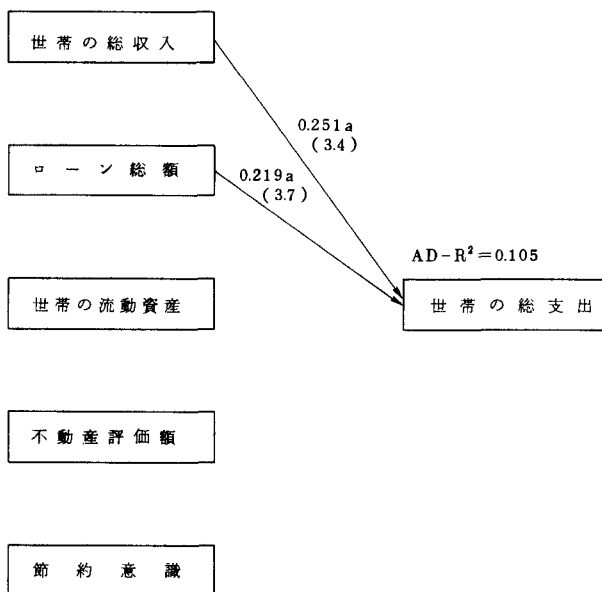 世帯の総収入
0.251a
(3.4)
ローン総額
0.219a
(3.7)
AD-R²=0.105
世帯の流動資産
世帯の総支出
不動産評価額
節約意識